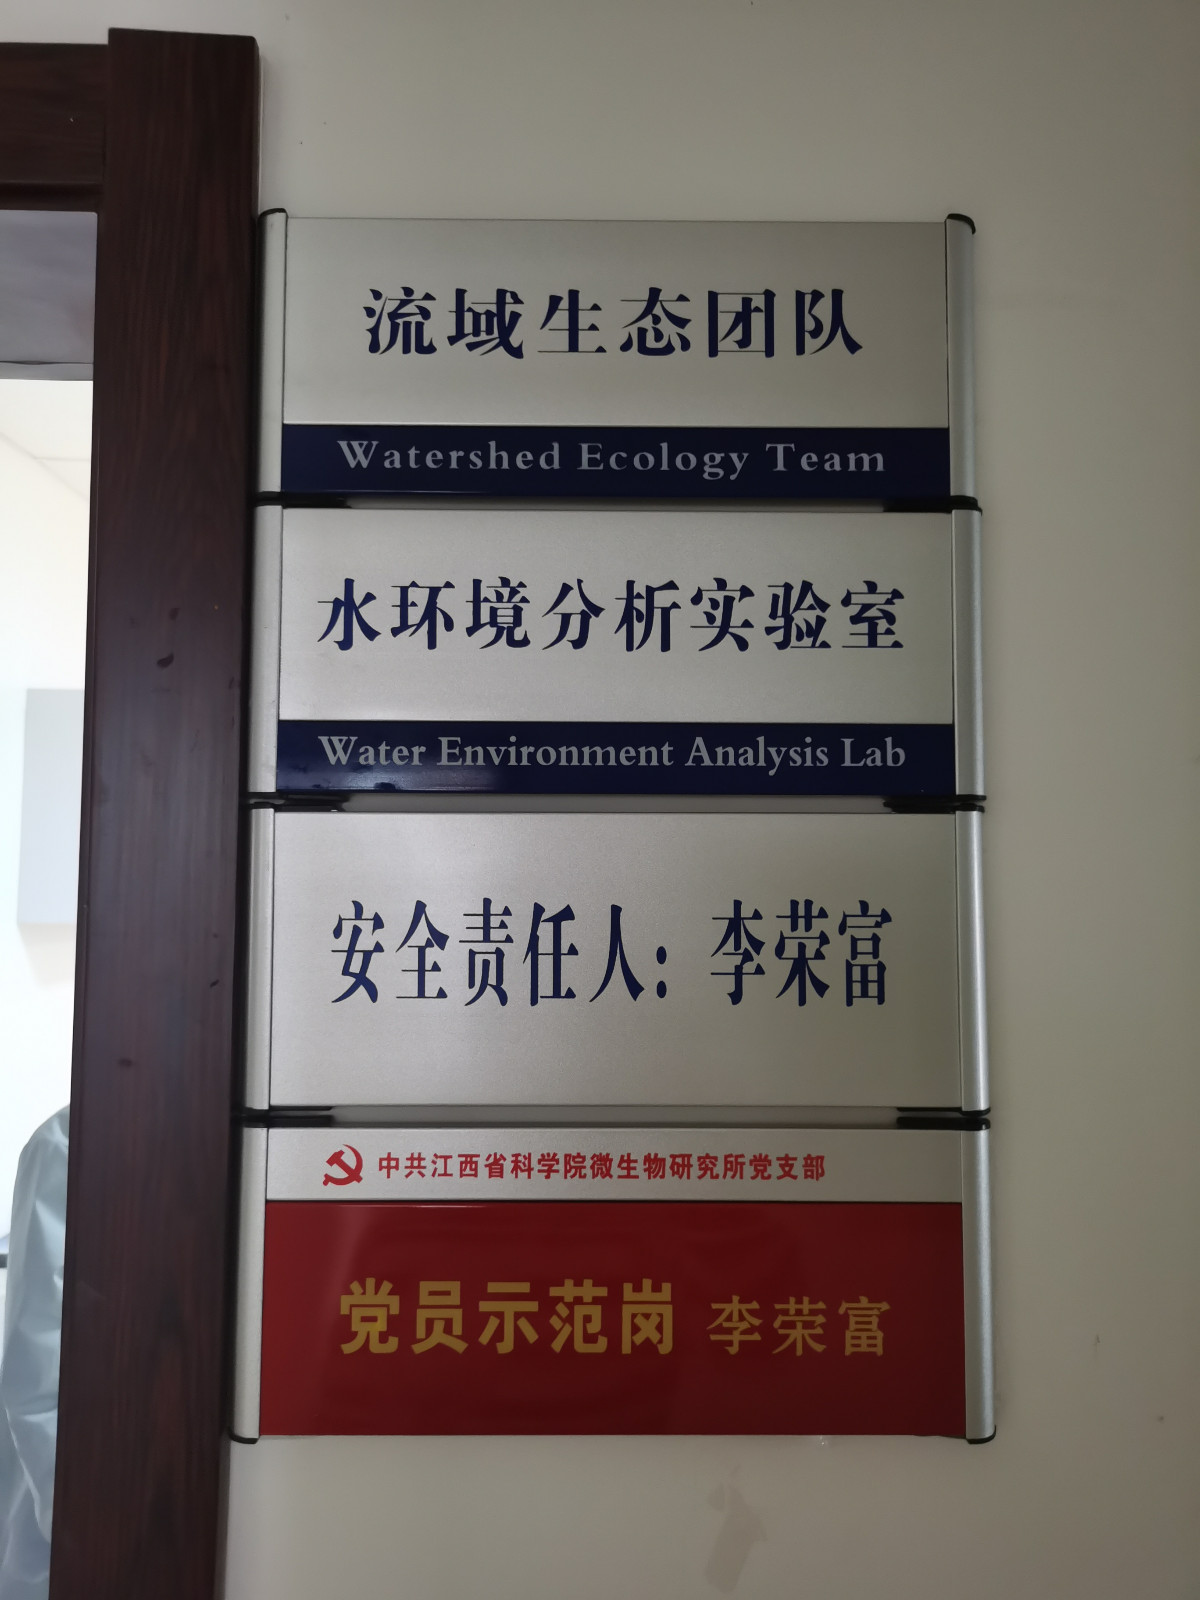 流域生态团队
Watershed Ecology Team
水环境分析实验室
Water Environment Analysis Lab
安全责任人：李荣富
中共江西省科学院微生物研究所党支部
党员示范岗 李荣富